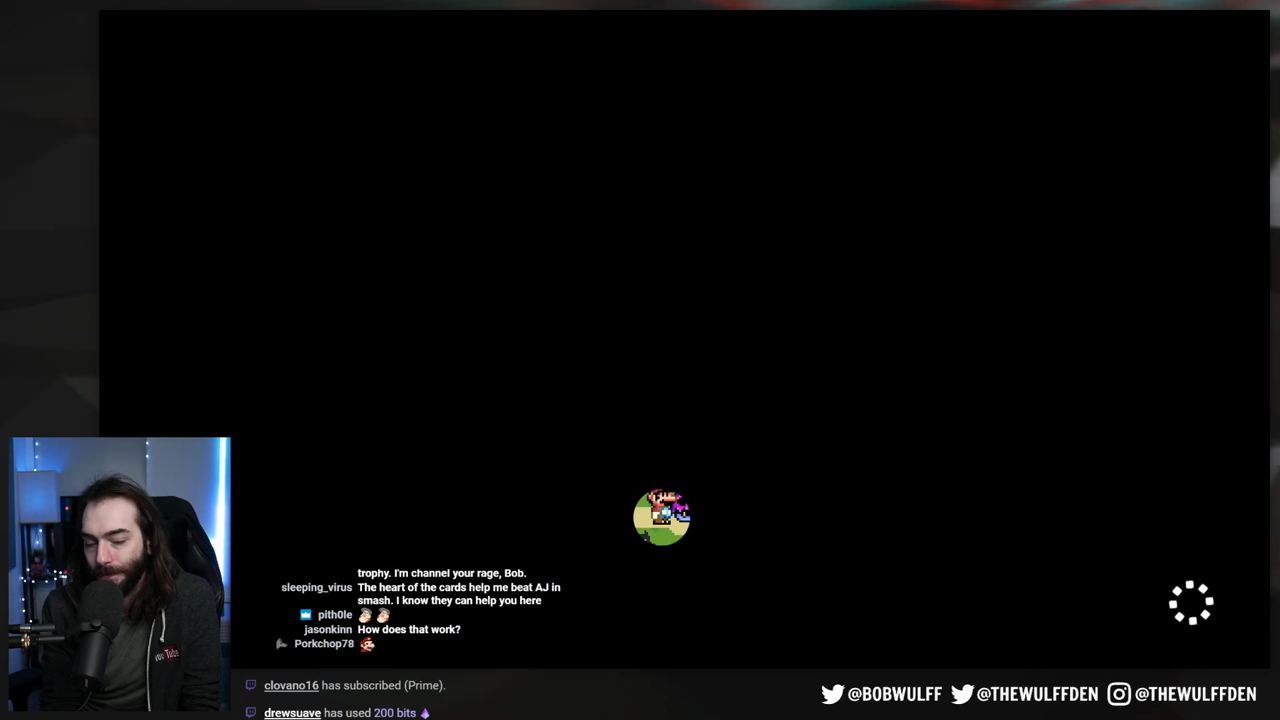 trophy. I'm channel your rage, Bob.
sleeping_virus The heart of the cards help me beat AJ in
smash. I know they can help you here
pith0le
jasonkinn How does that work?
Porkchop78
You Tube
clovano16 has subscribed (Prime).
drewsuave has used 200 bits
@BOBWULFF @THEWULFFDEN @THEWULFFDEN